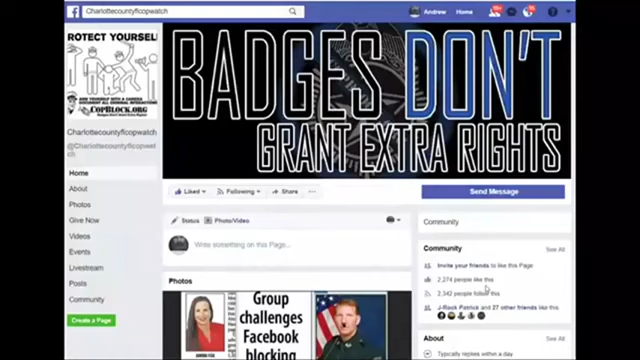 Charlottecountyflcopwatch
Andrew
Home
PROTECT YOURSELF
COPBLOCK.ORG
BADGES DON'T
GRANT EXTRA RIGHTS
Charlottecountyflcopwatch
@Charlottecountyflcopwat
ch
Home
About
Photos
Give Now
Videos
Events
Livestream
Posts
Community
Create a Page
Liked
Following
Share
Send Message
Status
Photo/Video
Write something on this Page...
Photos
Group
challenges
Facebook
blocking
Community
Community
See All
Invite your friends to like this Page
2,274 people like this
2,342 people follow this
J-Rock Patrick and 27 other friends like this
About
See All
Typically replies within a day